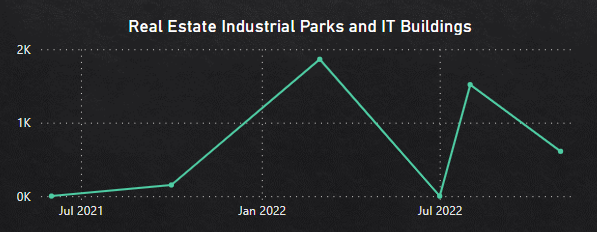 Real Estate Industrial Parks and IT Buildings
2K
1K
0K
Jul 2021 Jan 2022 Jul 2022